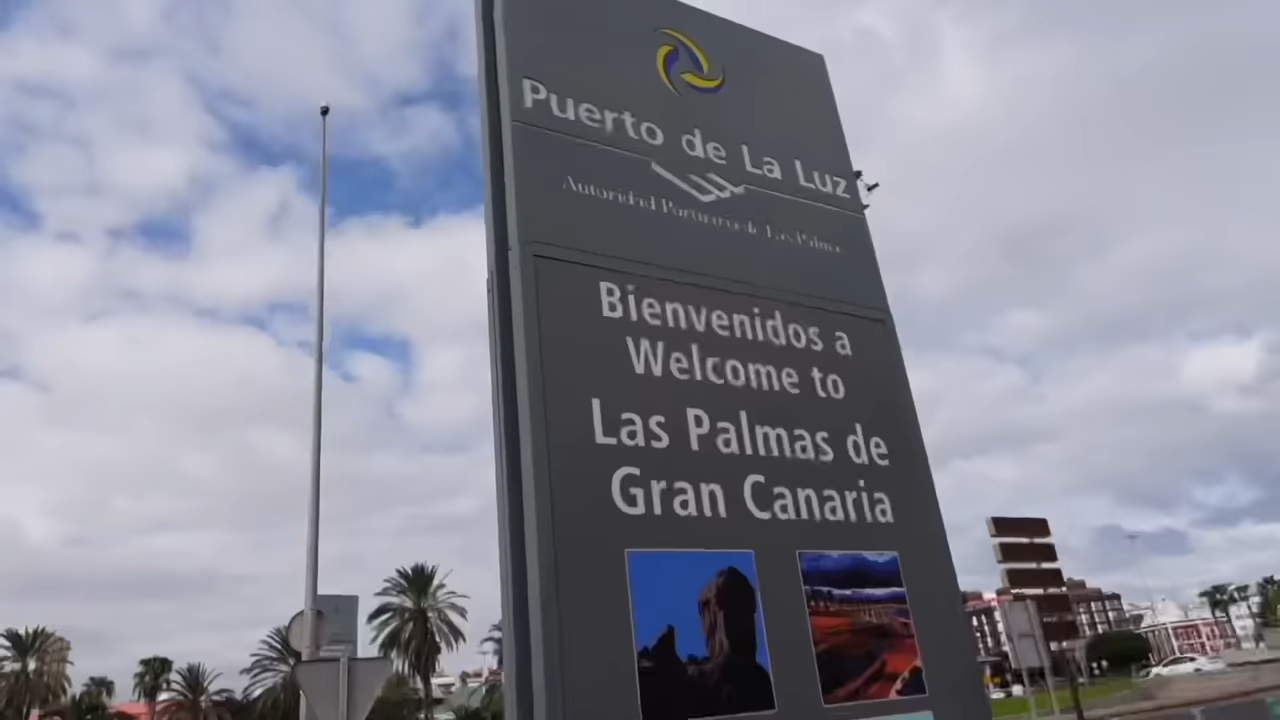 Puerto de La Luz
Autoridad Portuaria de Las Palmas
Bienvenidos a
Welcome to
Las Palmas de
Gran Canaria